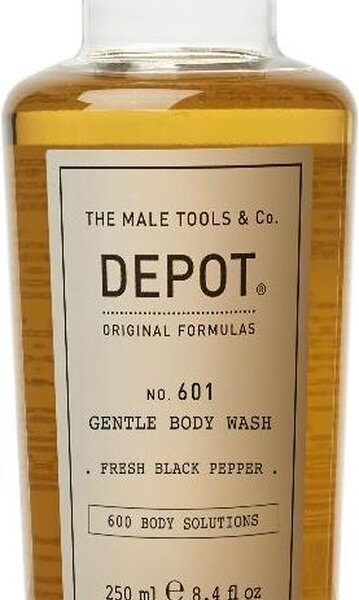 THE MALE TOOLS & Co.
DEPOT®
ORIGINAL FORMULAS
NO. 601
GENTLE BODY WASH
. FRESH BLACK PEPPER .
600 BODY SOLUTIONS
250 ml ℮ 8.4 fl oz